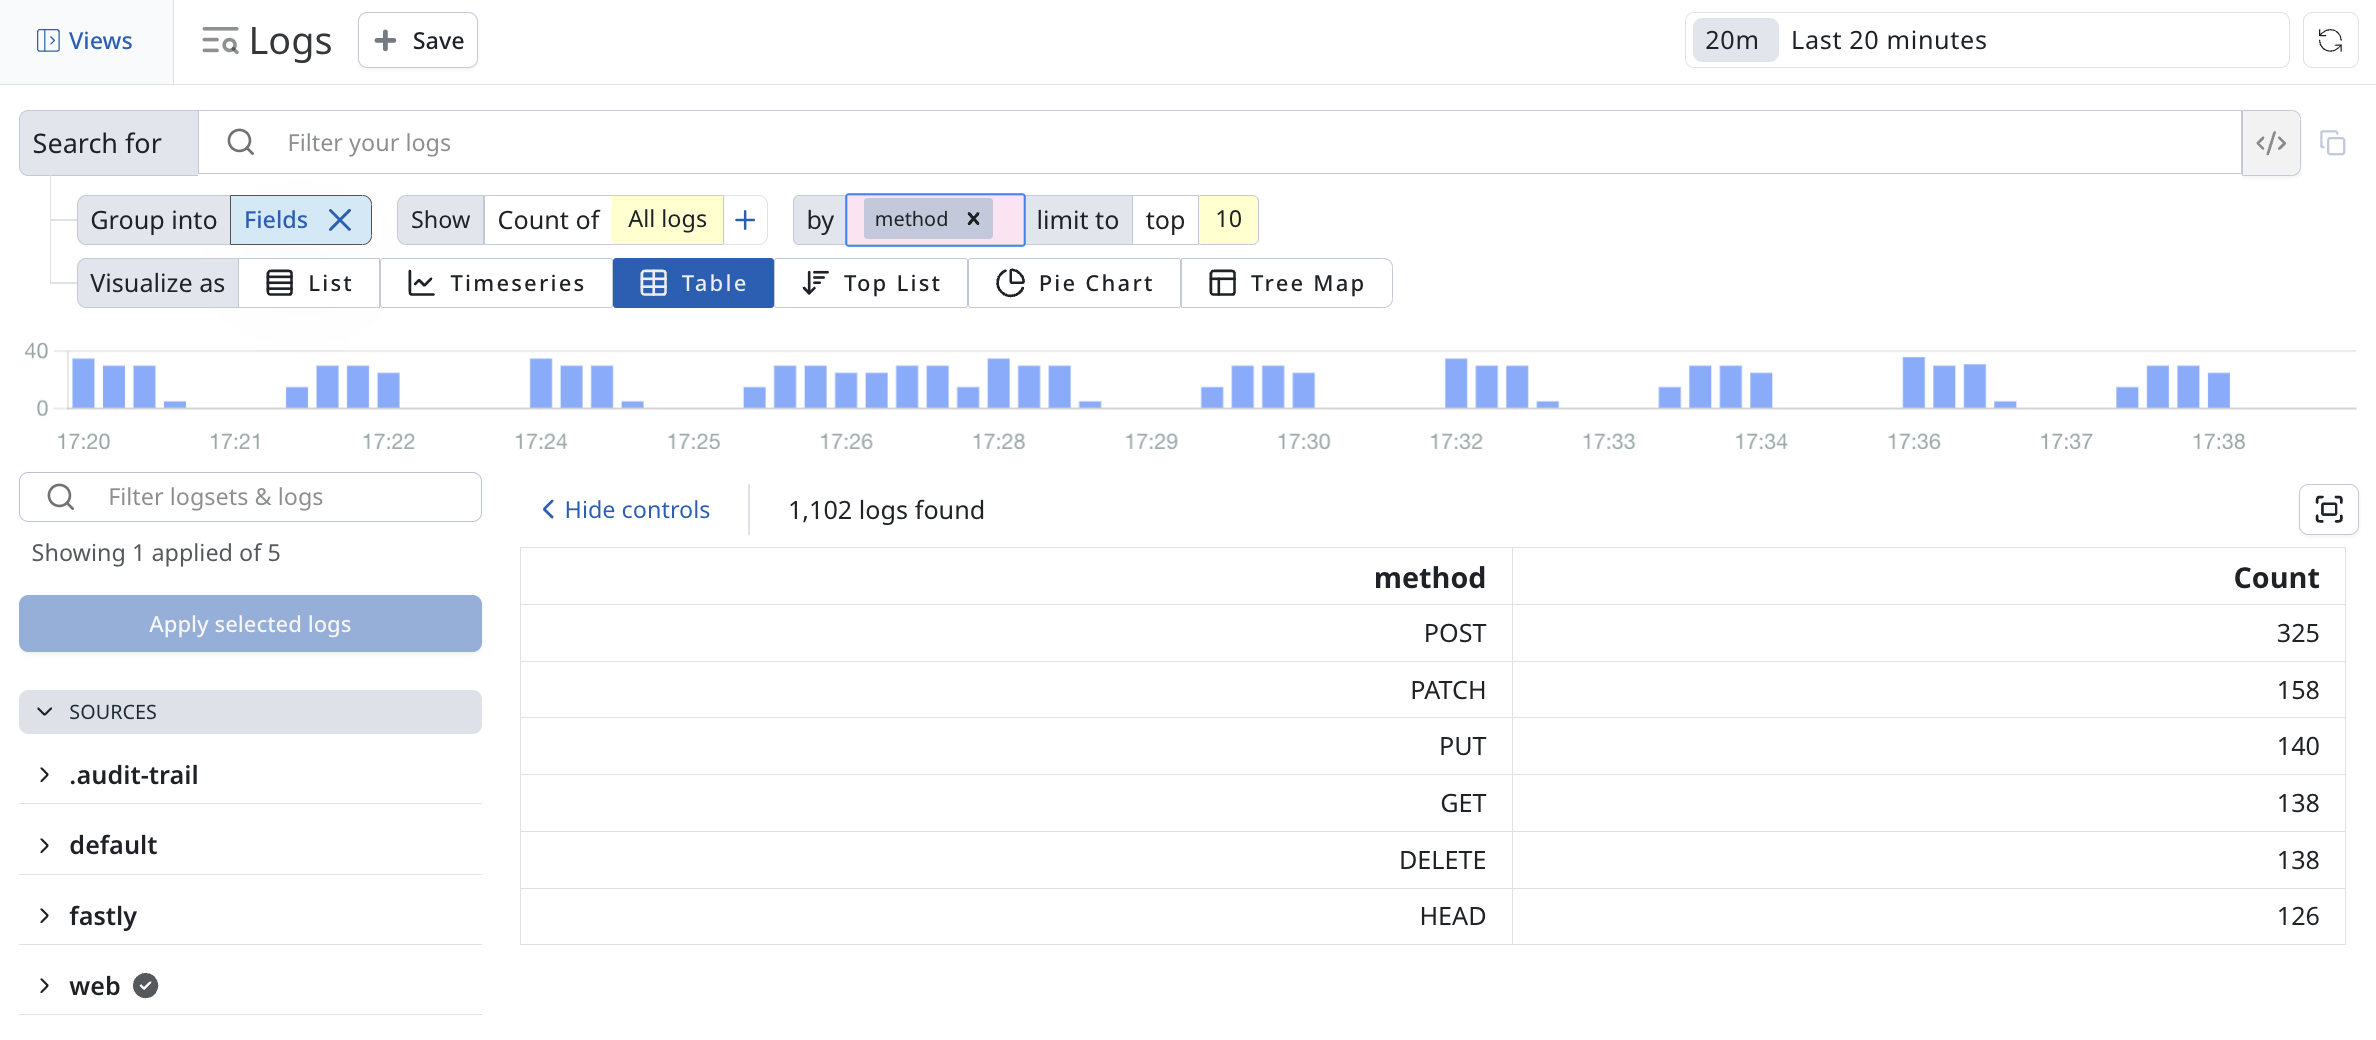 Views
Logs
Save
20m Last 20 minutes
Search for Filter your logs </>
Group into Fields Show Count of All logs + by method × limit to top 10
Visualize as List Timeseries Table Top List Pie Chart Tree Map
40
0
17:20 17:21 17:22 17:24 17:25 17:26 17:28 17:29 17:30 17:32 17:33 17:34 17:36 17:37 17:38
Filter logsets & logs
Showing 1 applied of 5
Apply selected logs
SOURCES
.audit-trail
default
fastly
web
Hide controls 1,102 logs found
method Count
POST 325
PATCH 158
PUT 140
GET 138
DELETE 138
HEAD 126